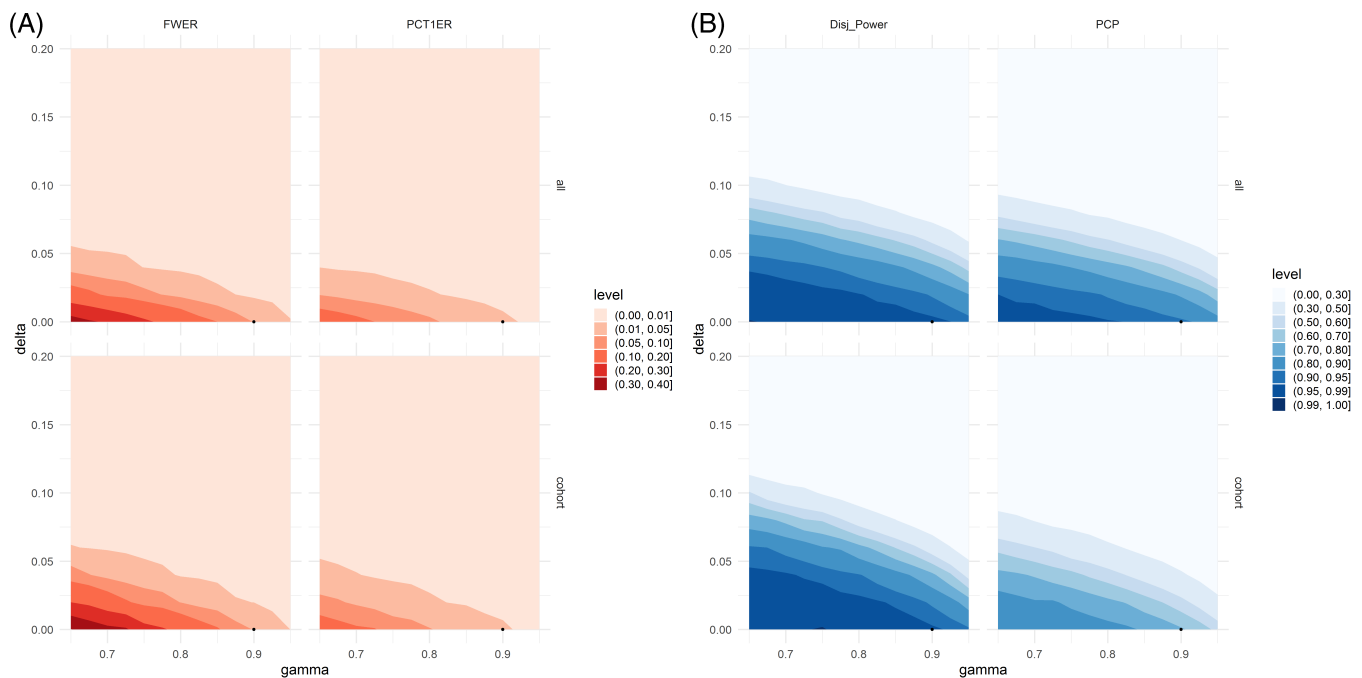 (A)
FWER
PCT1ER
0.20
0.15
0.10
0.05
0.00
all
0.20
0.15
0.10
0.05
0.00
cohort
delta
0.7
0.8
0.9
0.7
0.8
0.9
gamma
level
(0.00, 0.01]
(0.01, 0.05]
(0.05, 0.10]
(0.10, 0.20]
(0.20, 0.30]
(0.30, 0.40]
(B)
Disj_Power
PCP
0.20
0.15
0.10
0.05
0.00
all
0.20
0.15
0.10
0.05
0.00
cohort
delta
0.7
0.8
0.9
0.7
0.8
0.9
gamma
level
(0.00, 0.30]
(0.30, 0.50]
(0.50, 0.60]
(0.60, 0.70]
(0.70, 0.80]
(0.80, 0.90]
(0.90, 0.95]
(0.95, 0.99]
(0.99, 1.00]